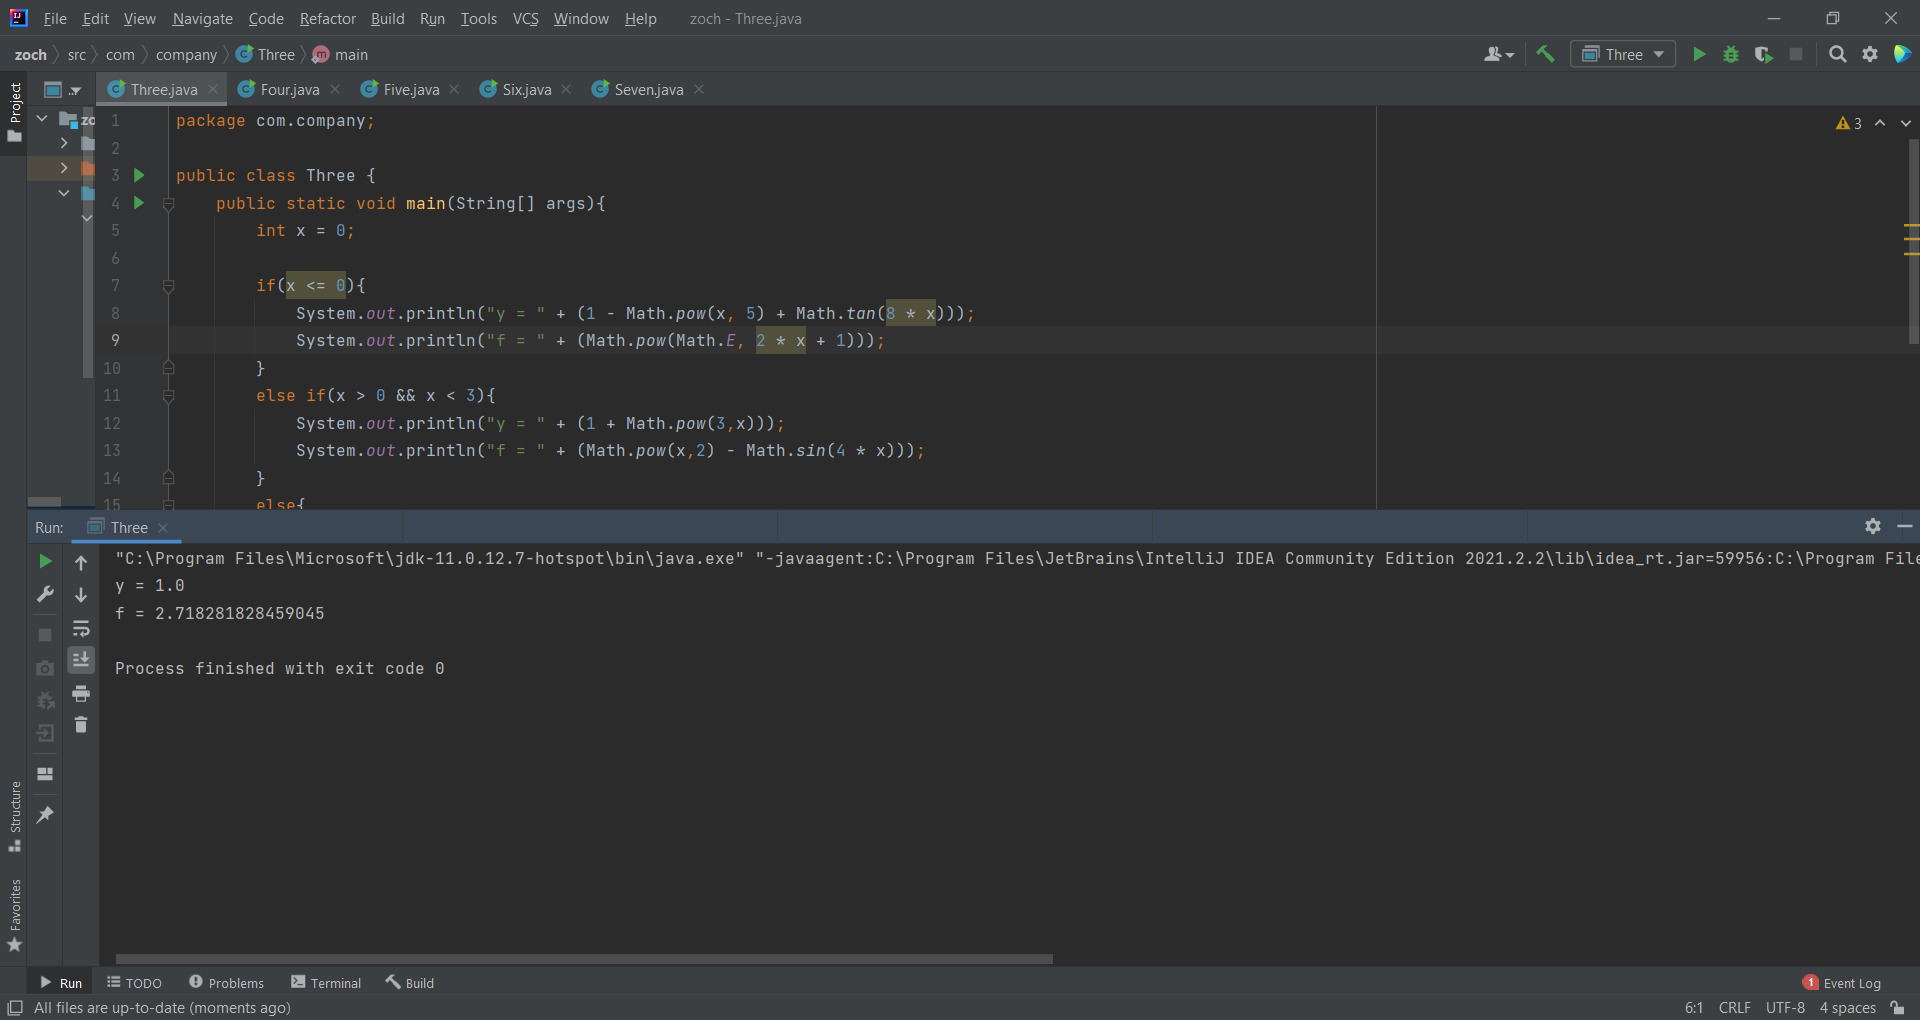 File Edit View Navigate Code Refactor Build Run Tools VCS Window Help zoch - Three.java
zoch src com company Three main Three
Project
Three.java Four.java Five.java Six.java Seven.java
zo
3
1 package com.company;
2
3 public class Three {
4     public static void main(String[] args){
5         int x = 0;
6
7         if(x <= 0){
8             System.out.println("y = " + (1 - Math.pow(x, 5) + Math.tan(8 * x)));
9             System.out.println("f = " + (Math.pow(Math.E, 2 * x + 1)));
10         }
11         else if(x > 0 && x < 3){
12             System.out.println("y = " + (1 + Math.pow(3,x)));
13             System.out.println("f = " + (Math.pow(x,2) - Math.sin(4 * x)));
14         }
15         else{
Run: Three
"C:\Program Files\Microsoft\jdk-11.0.12.7-hotspot\bin\java.exe" "-javaagent:C:\Program Files\JetBrains\IntelliJ IDEA Community Edition 2021.2.2\lib\idea_rt.jar=59956:C:\Program File
y = 1.0
f = 2.718281828459045
Process finished with exit code 0
Structure
Favorites
Run TODO Problems Terminal Build 1 Event Log
All files are up-to-date (moments ago) 6:1 CRLF UTF-8 4 spaces